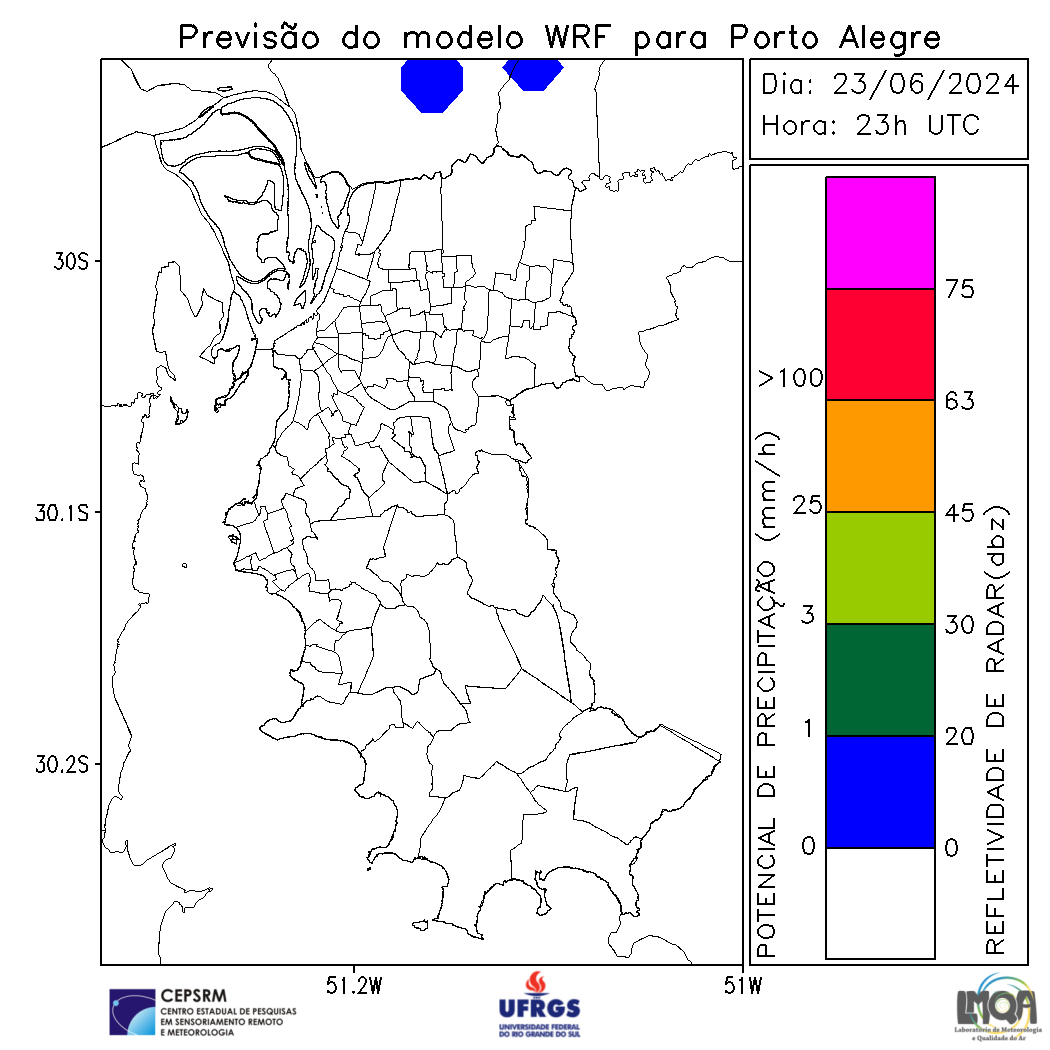 Previsão do modelo WRF para Porto Alegre
Dia: 23/06/2024
Hora: 23h UTC
30S
30.1S
30.2S
51.2W
51W
POTENCIAL DE PRECIPITAÇÃO (mm/h)
>100
25
3
1
0
75
63
45
30
20
0
REFLETIVIDADE DE RADAR(dbz)
CEPSRM
CENTRO ESTADUAL DE PESQUISAS
EM SENSORIAMENTO REMOTO
E METEOROLOGIA
UFRGS
UNIVERSIDADE FEDERAL
DO RIO GRANDE DO SUL
LMQA
Laboratório de Meteorologia
e Qualidade do Ar